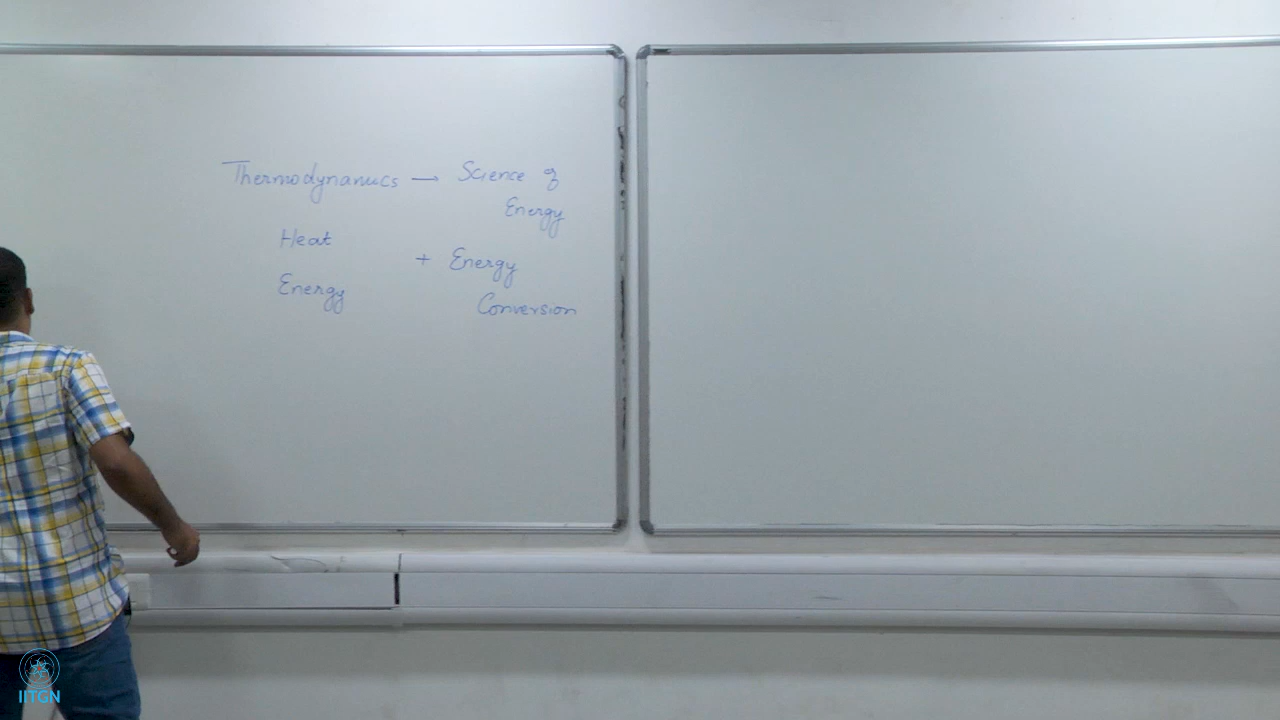 Thermodynamics → Science of
Energy
Heat
+ Energy
Energy
Conversion
IITGN